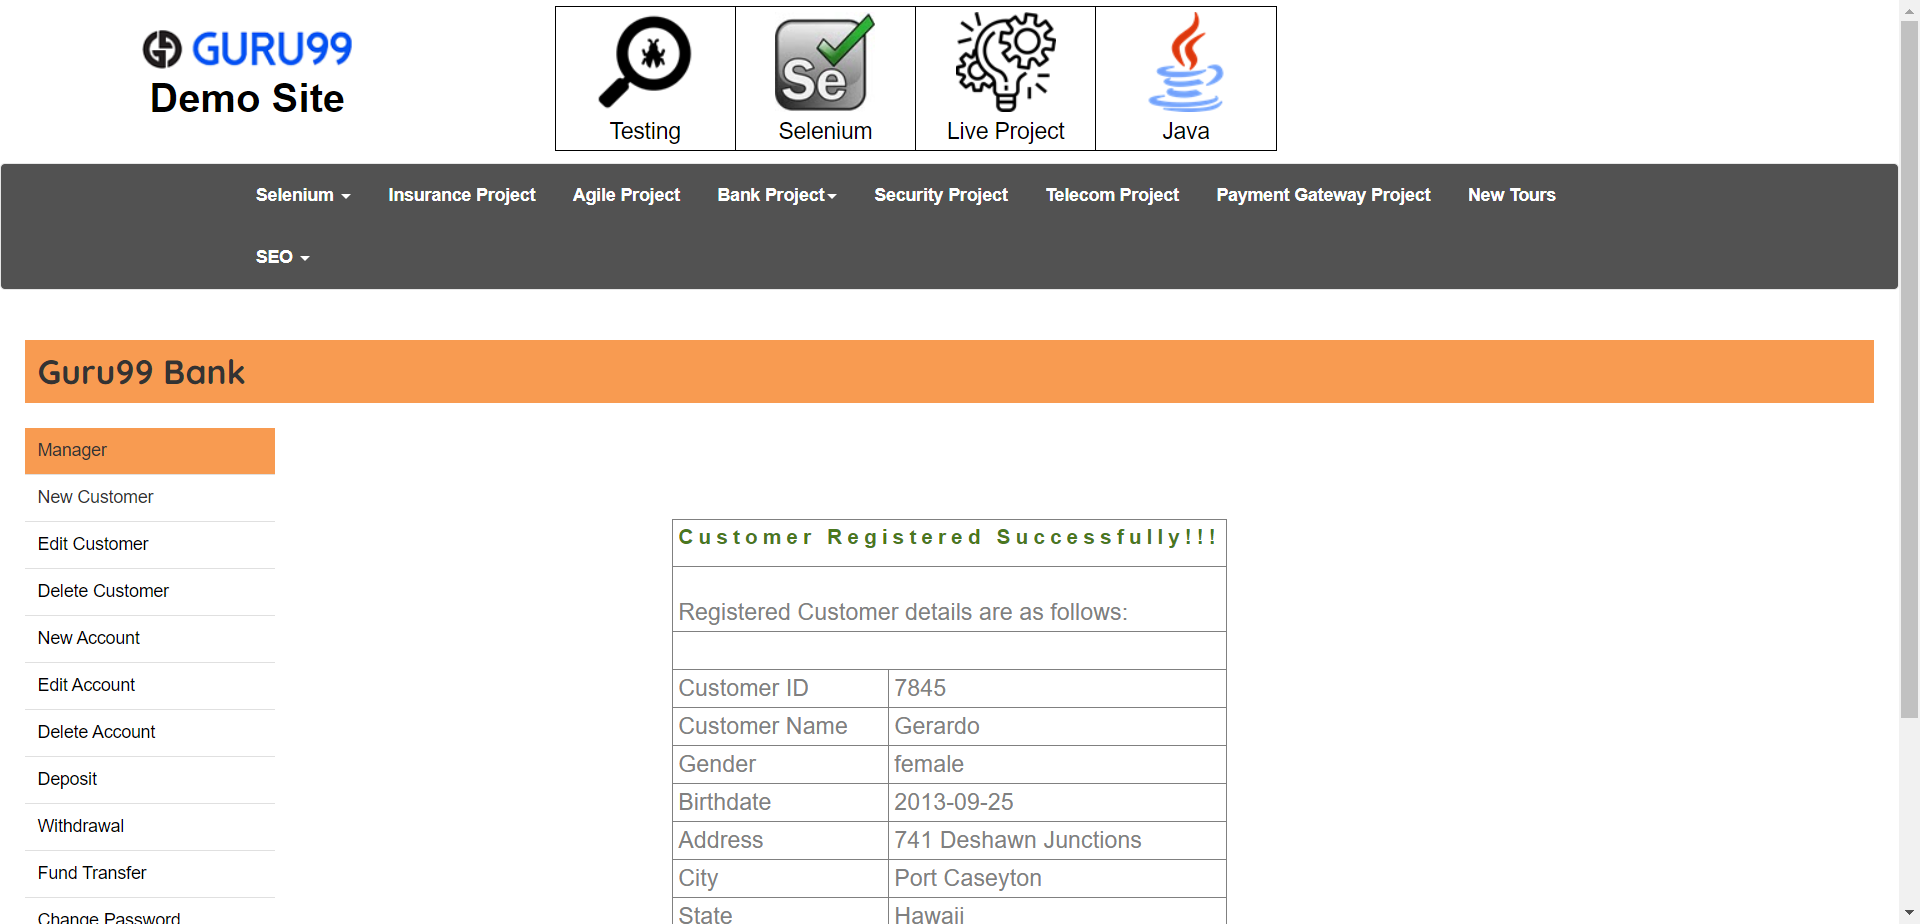 GURU99
Demo Site
Testing
Selenium
Live Project
Java
Selenium
Insurance Project
Agile Project
Bank Project
Security Project
Telecom Project
Payment Gateway Project
New Tours
SEO
Guru99 Bank
Manager
New Customer
Edit Customer
Delete Customer
New Account
Edit Account
Delete Account
Deposit
Withdrawal
Fund Transfer
Change Password
Customer Registered Successfully!!!
Registered Customer details are as follows:
Customer ID 7845
Customer Name Gerardo
Gender female
Birthdate 2013-09-25
Address 741 Deshawn Junctions
City Port Caseyton
State Hawaii